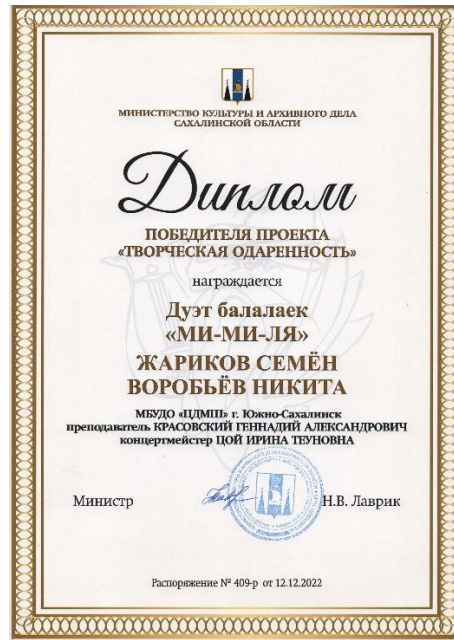 МИНИСТЕРСТВО КУЛЬТУРЫ И АРХИВНОГО ДЕЛА
САХАЛИНСКОЙ ОБЛАСТИ
Диплом
ПОБЕДИТЕЛЯ ПРОЕКТА
«ТВОРЧЕСКАЯ ОДАРЕННОСТЬ»
награждается
Дуэт балалаек
«МИ-МИ-ЛЯ»
ЖАРИКОВ СЕМЁН
ВОРОБЬЁВ НИКИТА
МБУДО «ЦДМШ» г. Южно-Сахалинск
преподаватель КРАСОВСКИЙ ГЕННАДИЙ АЛЕКСАНДРОВИЧ
концертмейстер ЦОЙ ИРИНА ТЕУНОВНА
Министр Н.В. Лаврик
Распоряжение № 409-р от 12.12.2022